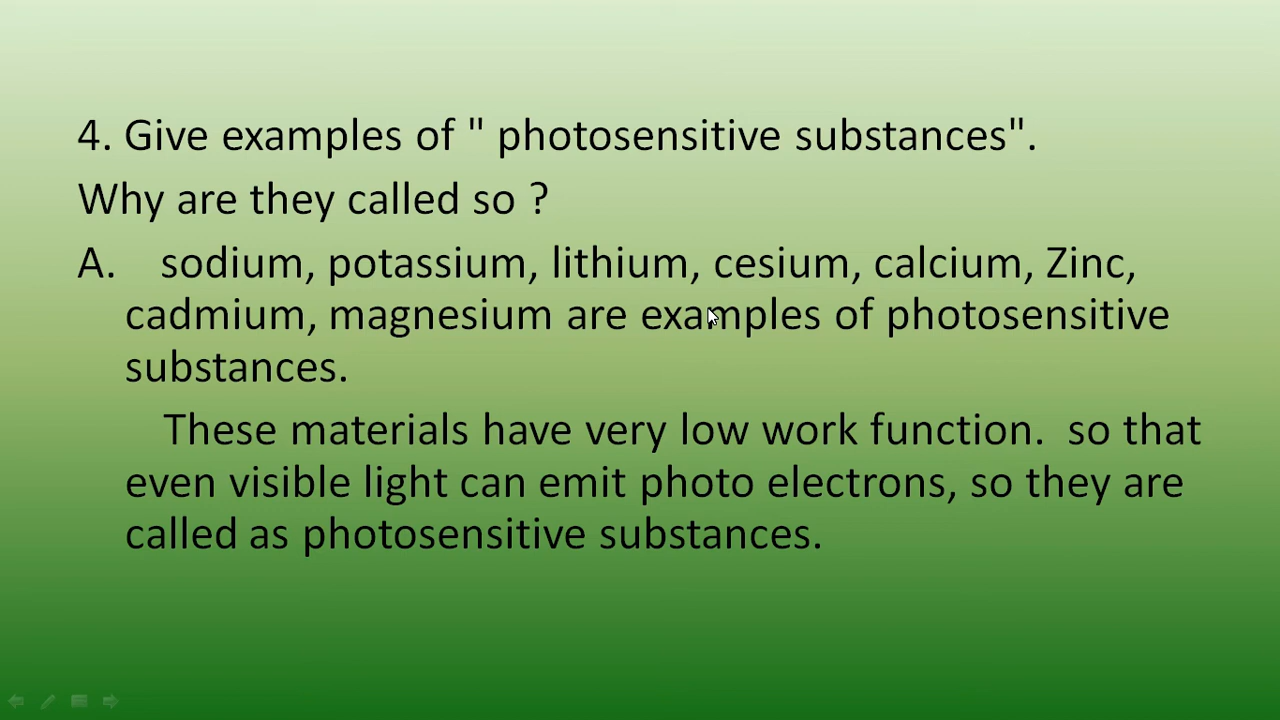 4. Give examples of " photosensitive substances".
Why are they called so ?
A. sodium, potassium, lithium, cesium, calcium, Zinc,
cadmium, magnesium are examples of photosensitive
substances.
These materials have very low work function. so that
even visible light can emit photo electrons, so they are
called as photosensitive substances.